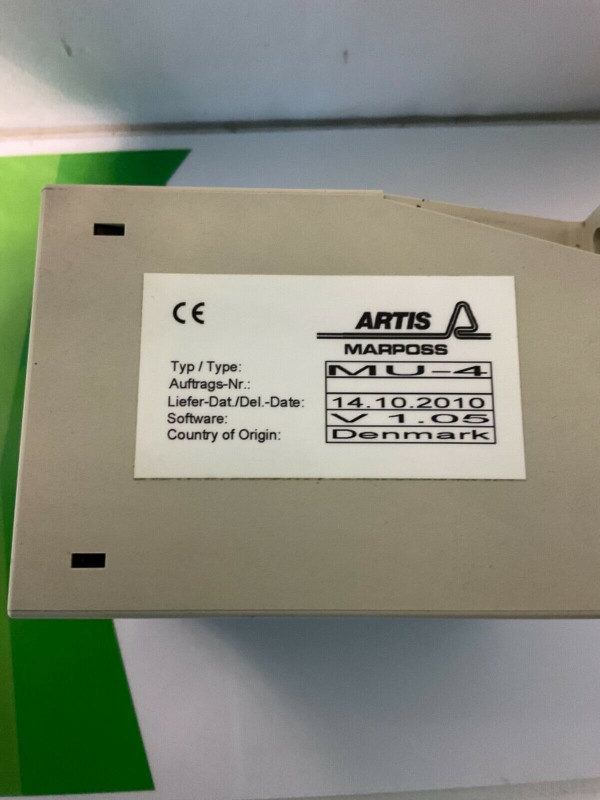 CE
ARTIS
MARPOSS
Typ / Type: MU-4
Auftrags-Nr.:
Liefer-Dat./Del.-Date: 14.10.2010
Software: V 1.05
Country of Origin: Denmark